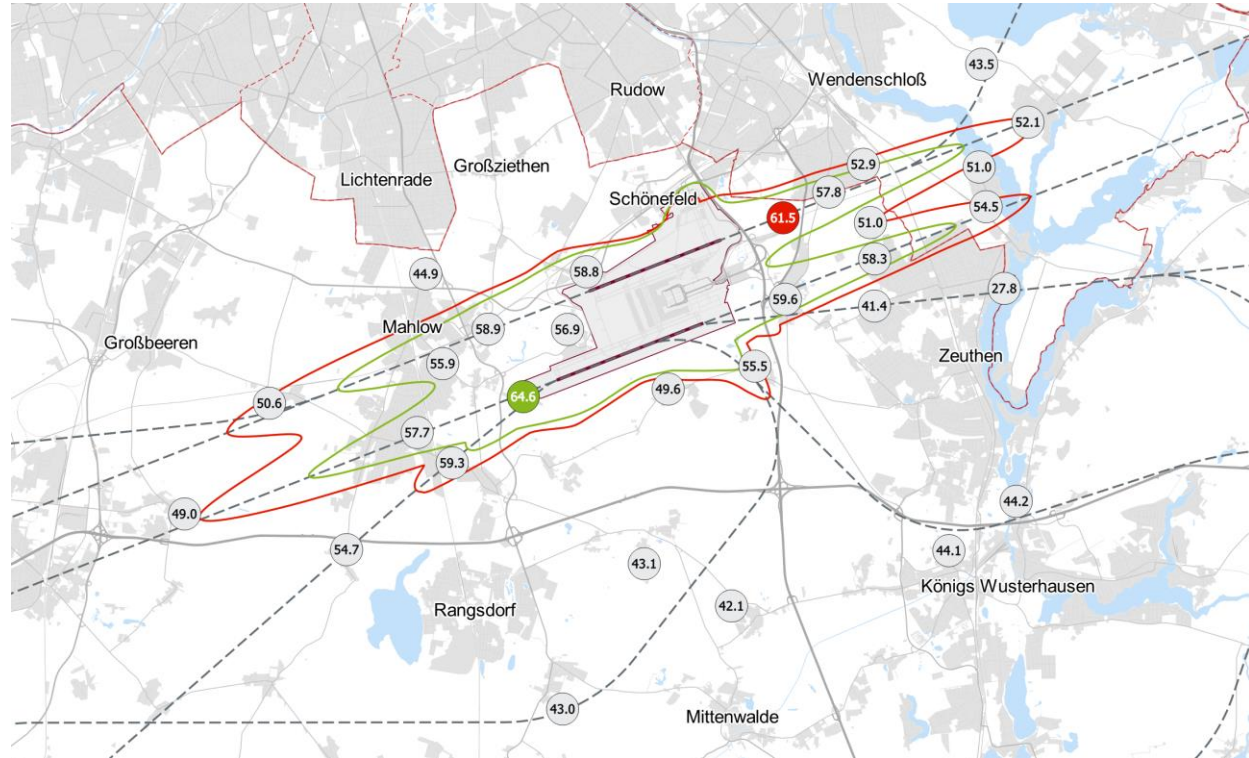 43.5
Wendenschloß
Rudow
52.1
Großziethen
52.9
51.0
Lichtenrade
57.8
Schönefeld
54.5
61.5
51.0
58.3
44.9
58.8
27.8
59.6
41.4
Mahlow
58.9
56.9
Großbeeren
Zeuthen
55.9
55.5
49.6
64.6
50.6
57.7
59.3
44.2
49.0
54.7
44.1
43.1
Königs Wusterhausen
42.1
Rangsdorf
43.0
Mittenwalde